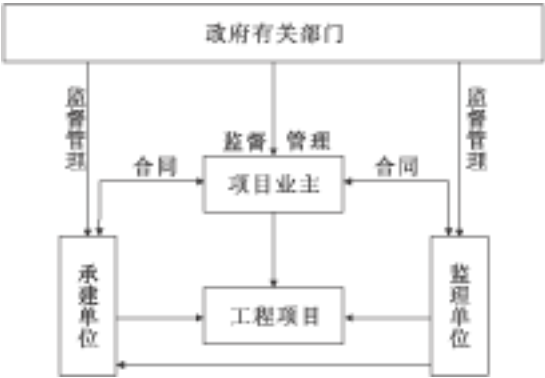 政府有关部门
监督管理
监督 管理
监督管理
合同
合同
项目业主
承建单位
监理单位
工程项目